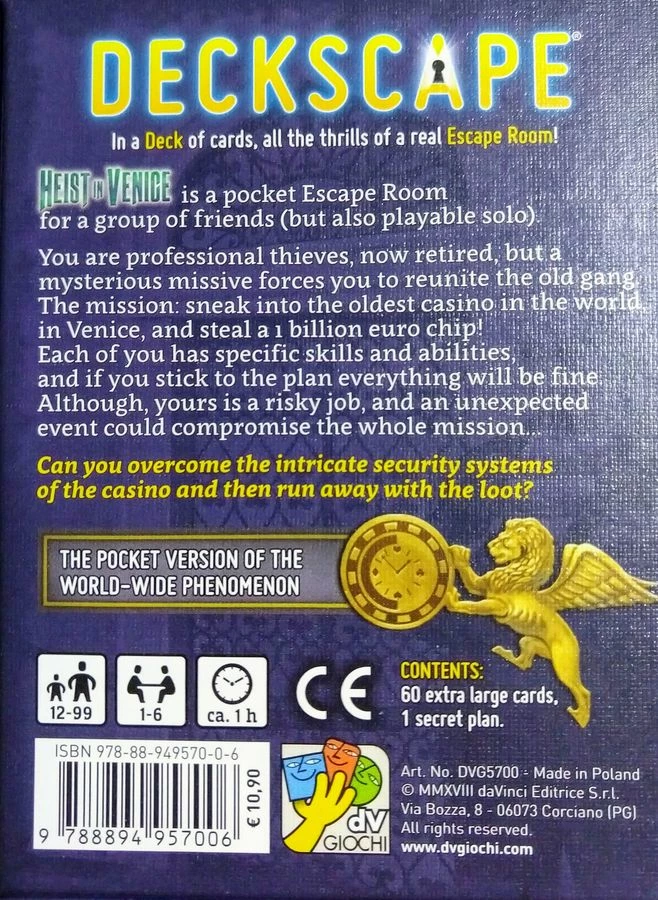 DECKSCAPE®
In a Deck of cards, all the thrills of a real Escape Room!
HEIST IN VENICE is a pocket Escape Room
for a group of friends (but also playable solo)
You are professional thieves, now retired, but a
mysterious missive forces you to reunite the old gang.
The mission: sneak into the oldest casino in the world,
in Venice, and steal a 1 billion euro chip!
Each of you has specific skills and abilities,
and if you stick to the plan everything will be fine.
Although, yours is a risky job, and an unexpected
event could compromise the whole mission...
Can you overcome the intricate security systems
of the casino and then run away with the loot?
THE POCKET VERSION OF THE
WORLD-WIDE PHENOMENON
12-99
1-6
ca. 1 h
CE
CONTENTS:
60 extra large cards,
1 secret plan.
ISBN 978-88-949570-0-6
9 788894 957006
€ 10,90
dV
GIOCHI
Art. No. DVG5700 - Made in Poland
© MMXVIII daVinci Editrice S.r.l.
Via Bozza, 8 - 06073 Corciano (PG)
All rights reserved.
www.dvgiochi.com